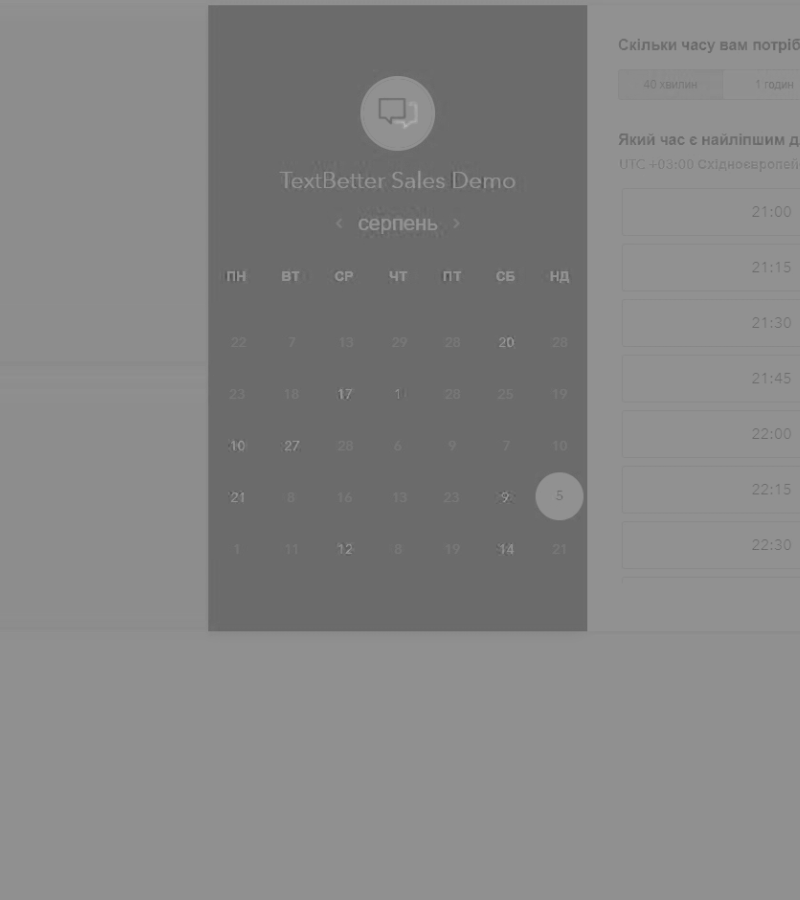 TextBetter Sales Demo
серпень
ПН ВТ СР ЧТ ПТ СБ НД
22 7 13 29 28 20 28
23 18 17 1 28 25 19
10 27 28 6 9 7 10
21 8 16 13 23 9 5
1 11 12 8 19 14 21
Скільки часу вам потріб
40 хвилин 1 годин
Який час є найліпшим д
UTC +03:00 Східноєвропей
21:00
21:15
21:30
21:45
22:00
22:15
22:30